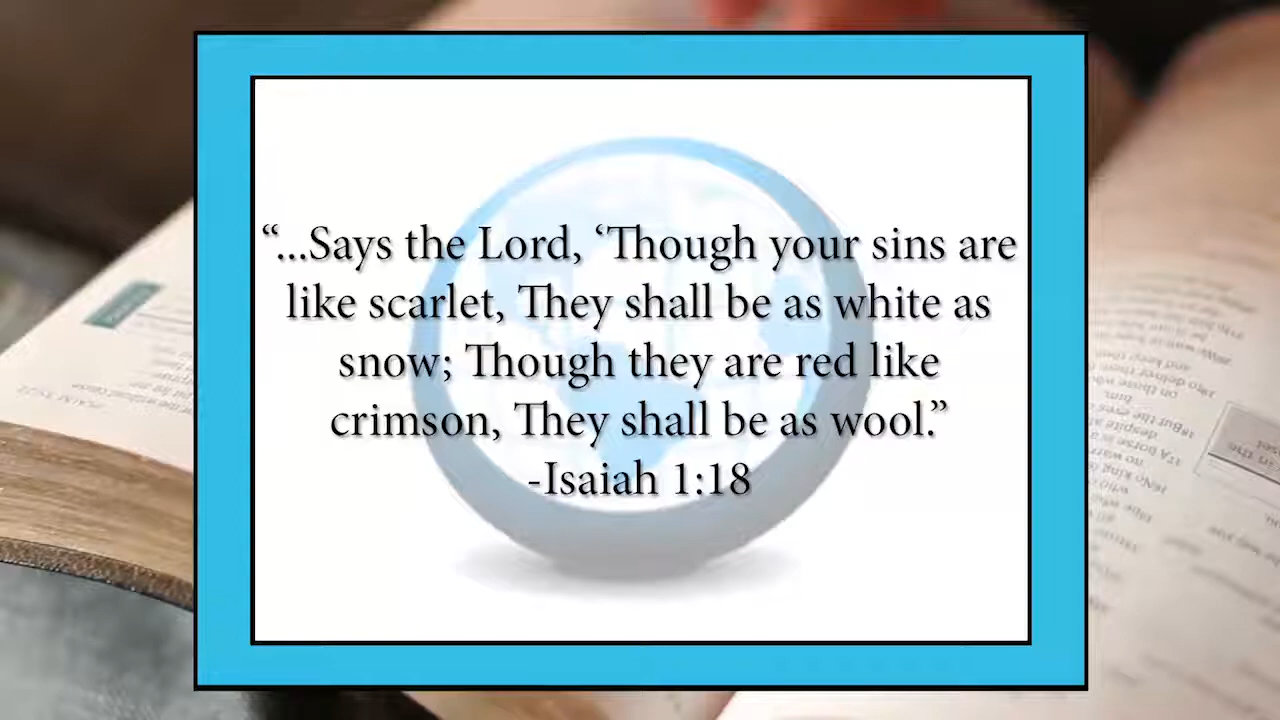 “...Says the Lord, ‘Though your sins are
like scarlet, They shall be as white as
snow; Though they are red like
crimson, They shall be as wool.”
-Isaiah 1:18